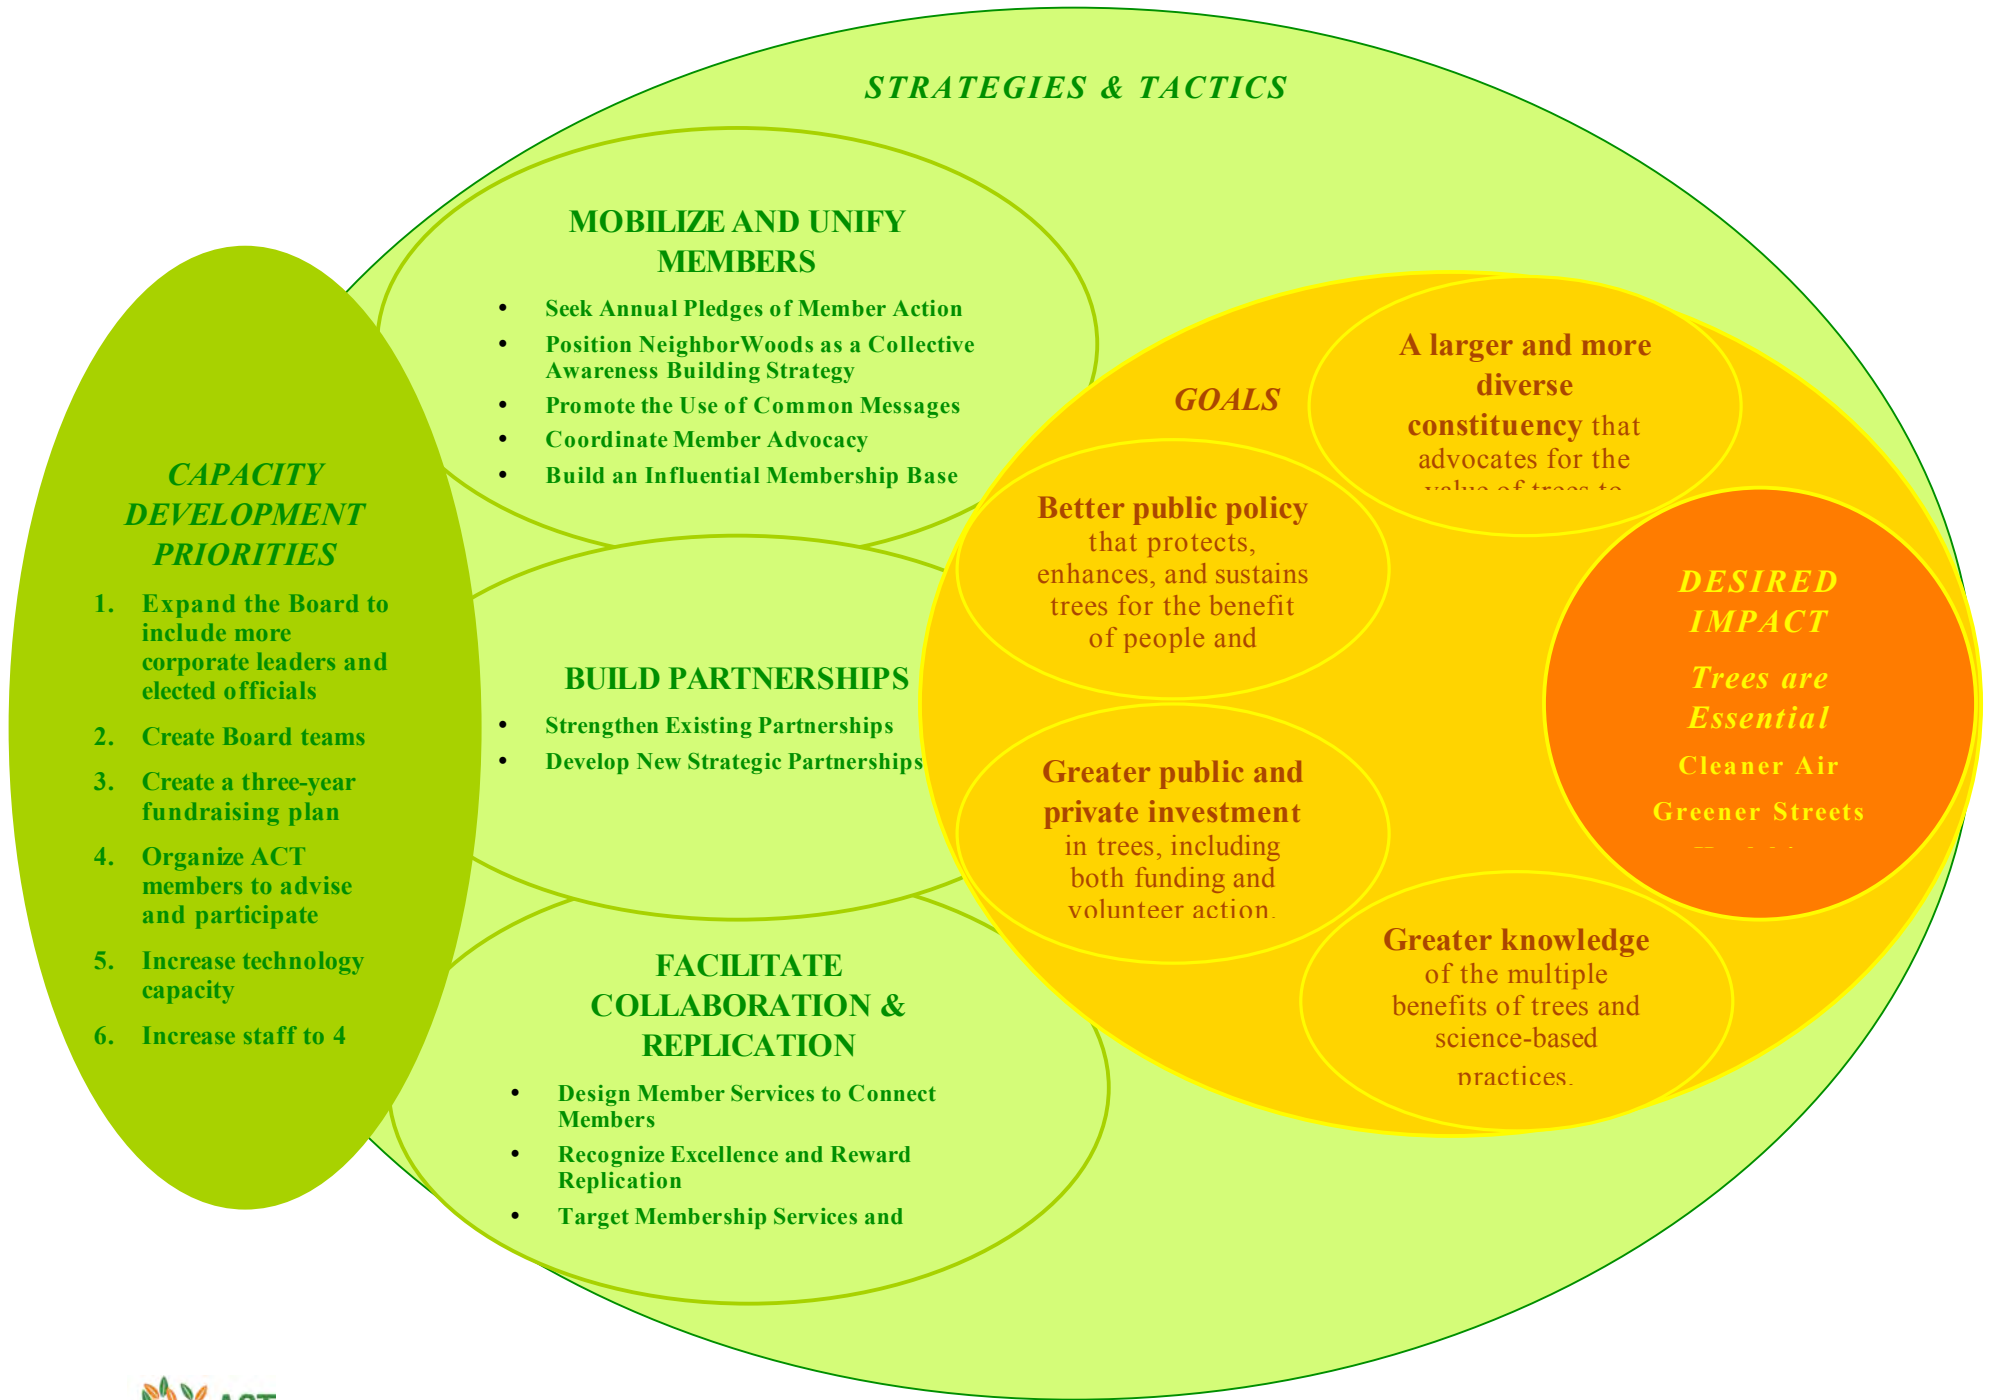 STRATEGIES & TACTICS
CAPACITY
DEVELOPMENT
PRIORITIES
1. Expand the Board to
include more
corporate leaders and
elected officials
2. Create Board teams
3. Create a three-year
fundraising plan
4. Organize ACT
members to advise
and participate
5. Increase technology
capacity
6. Increase staff to 4
MOBILIZE AND UNIFY
MEMBERS
• Seek Annual Pledges of Member Action
• Position NeighborWoods as a Collective
Awareness Building Strategy
• Promote the Use of Common Messages
• Coordinate Member Advocacy
• Build an Influential Membership Base
BUILD PARTNERSHIPS
• Strengthen Existing Partnerships
• Develop New Strategic Partnerships
FACILITATE
COLLABORATION &
REPLICATION
• Design Member Services to Connect
Members
• Recognize Excellence and Reward
Replication
• Target Membership Services and
GOALS
A larger and more
diverse
constituency that
advocates for the
value of trees to
Better public policy
that protects,
enhances, and sustains
trees for the benefit
of people and
Greater public and
private investment
in trees, including
both funding and
volunteer action.
Greater knowledge
of the multiple
benefits of trees and
science-based
practices.
DESIRED
IMPACT
Trees are
Essential
Cleaner Air
Greener Streets
ACT